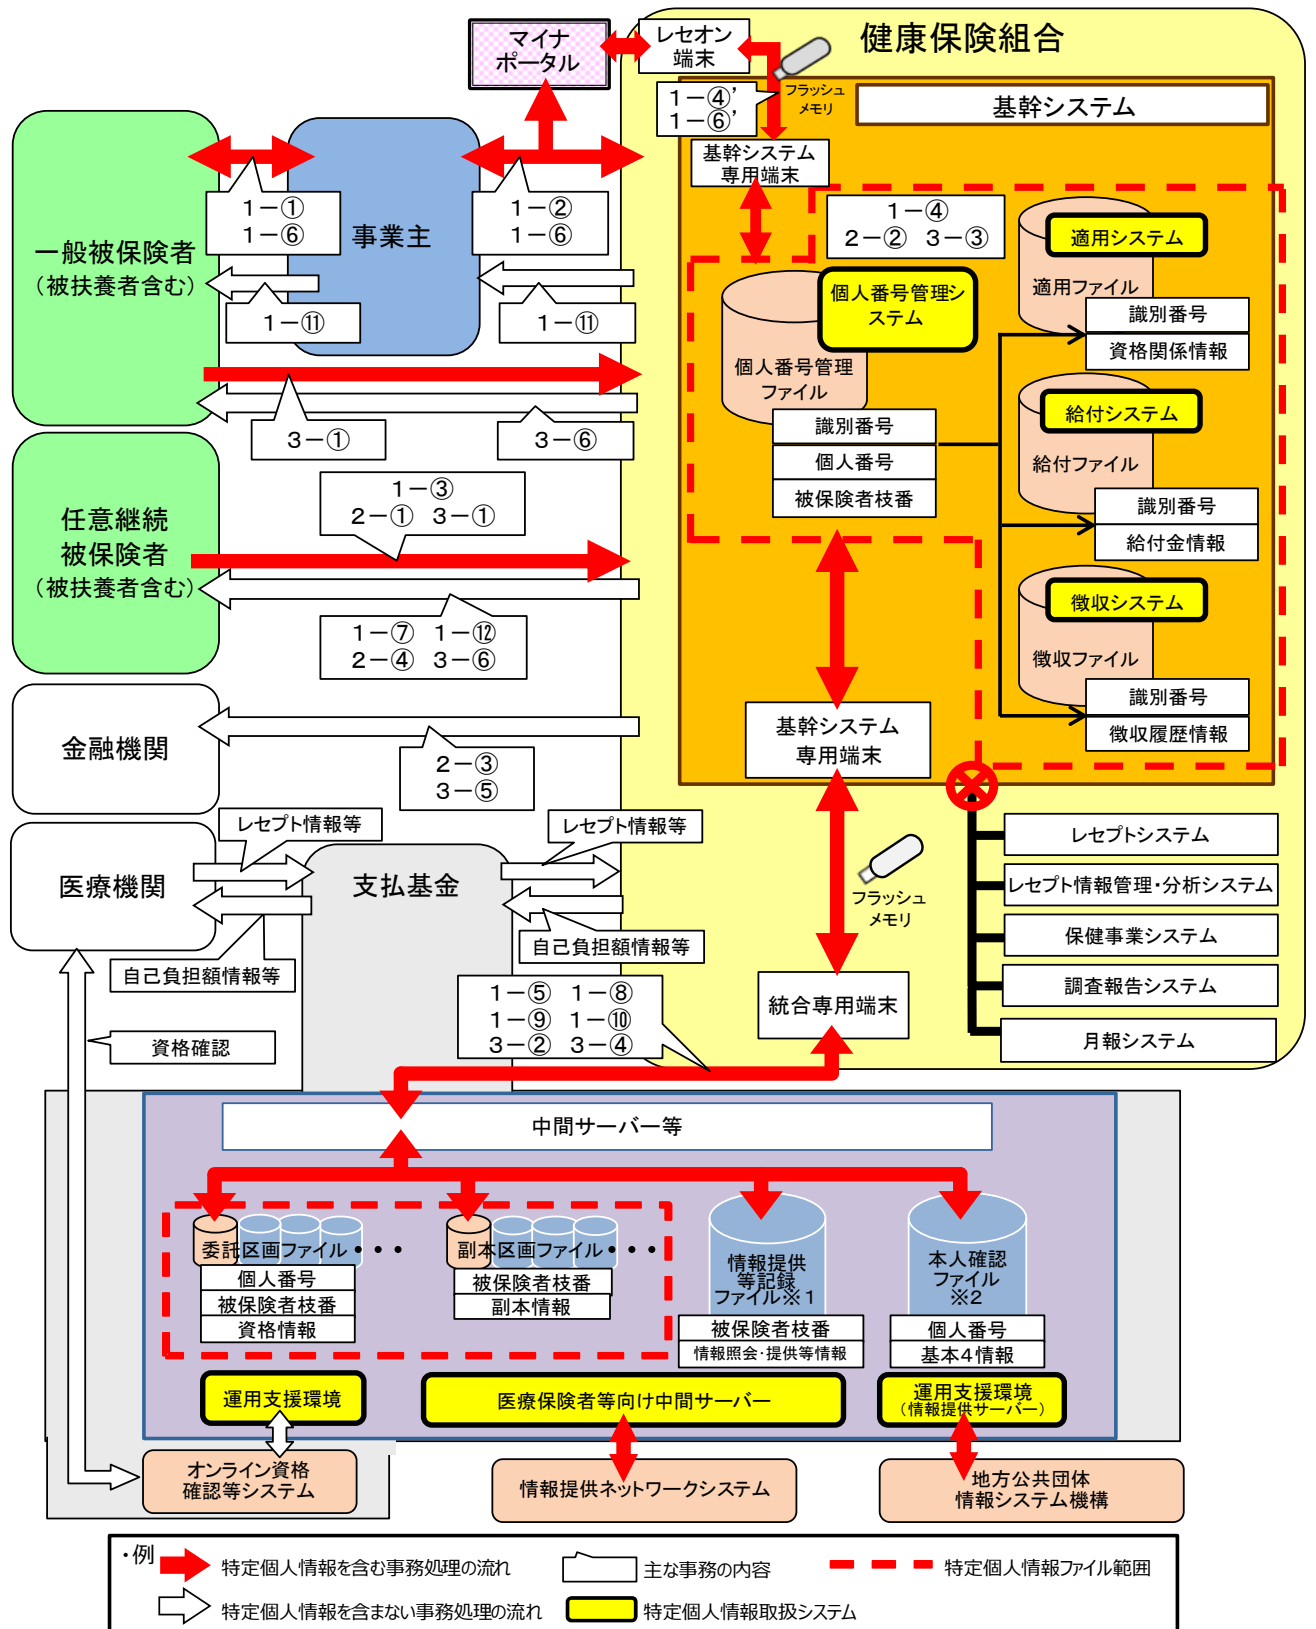 マイナ
ポータル
レセオン
端末
健康保険組合
フラッシュ
メモリ
1－④’
1－⑥’
基幹システム
基幹システム
専用端末
一般被保険者
（被扶養者含む）
1－①
1－⑥
事業主
1－②
1－⑥
1－⑪
1－⑪
3－①
3－⑥
1－④
2－② 3－③
適用システム
適用ファイル
識別番号
資格関係情報
個人番号管理シ
ステム
個人番号管理
ファイル
識別番号
個人番号
被保険者枝番
給付システム
給付ファイル
識別番号
給付金情報
徴収システム
徴収ファイル
識別番号
徴収履歴情報
任意継続
被保険者
（被扶養者含む）
1－③
2－① 3－①
1－⑦ 1－⑫
2－④ 3－⑥
金融機関
2－③
3－⑤
基幹システム
専用端末
医療機関
レセプト情報等
支払基金
レセプト情報等
自己負担額情報等
自己負担額情報等
フラッシュ
メモリ
レセプトシステム
レセプト情報管理・分析システム
保健事業システム
調査報告システム
月報システム
1－⑤ 1－⑧
1－⑨ 1－⑩
3－② 3－④
統合専用端末
資格確認
中間サーバー等
委託区画ファイル・・・
個人番号
被保険者枝番
資格情報
副本区画ファイル・・・
被保険者枝番
副本情報
情報提供
等記録
ファイル※1
被保険者枝番
情報照会・提供等情報
本人確認
ファイル
※2
個人番号
基本4情報
運用支援環境
医療保険者等向け中間サーバー
運用支援環境
（情報提供サーバー）
オンライン資格
確認等システム
情報提供ネットワークシステム
地方公共団体
情報システム機構
・例
特定個人情報を含む事務処理の流れ
主な事務の内容
特定個人情報ファイル範囲
特定個人情報を含まない事務処理の流れ
特定個人情報取扱システム